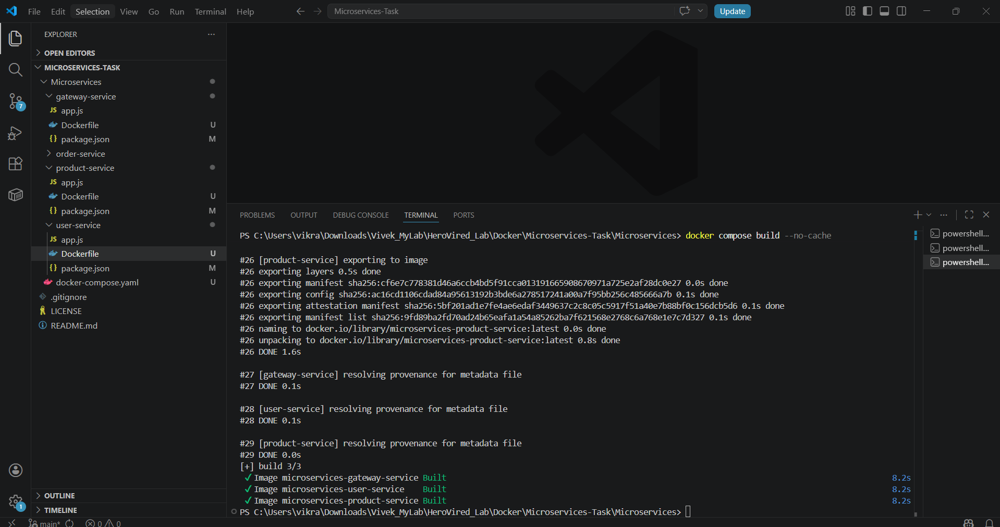 File Edit Selection View Go Run Terminal Help
Microservices-Task
Update
EXPLORER
OPEN EDITORS
MICROSERVICES-TASK
Microservices
gateway-service
JS app.js
Dockerfile U
{} package.json M
order-service
product-service
JS app.js
Dockerfile U
{} package.json M
user-service
JS app.js
Dockerfile U
{} package.json M
docker-compose.yaml U
.gitignore
LICENSE
README.md
OUTLINE
TIMELINE
7
1
PROBLEMS OUTPUT DEBUG CONSOLE TERMINAL PORTS
PS C:\Users\vikra\Downloads\Vivek_MyLab\HeroVired_Lab\Docker\Microservices-Task\Microservices> docker compose build --no-cache
#26 [product-service] exporting to image
#26 exporting layers 0.5s done
#26 exporting manifest sha256:cf6e7c778381d46a6ccb4bd5f91cca013191665908670971a725e2af28dc0e27 0.0s done
#26 exporting config sha256:ac16cd1106cdad84a95613192b3bde6a278517241a00a7f95bb256c485666a7b 0.1s done
#26 exporting attestation manifest sha256:5bf201ad1e7fe4ae6edaf3449637c2c8c05c5917f51a40e7b88bf0c156dcb5d6 0.1s done
#26 exporting manifest list sha256:9fd89ba2fd70ad24b65eafa1a54a85262ba7f621568e2768c6a768e1e7c7d327 0.1s done
#26 naming to docker.io/library/microservices-product-service:latest 0.0s done
#26 unpacking to docker.io/library/microservices-product-service:latest 0.8s done
#26 DONE 1.6s
#27 [gateway-service] resolving provenance for metadata file
#27 DONE 0.1s
#28 [user-service] resolving provenance for metadata file
#28 DONE 0.1s
#29 [product-service] resolving provenance for metadata file
#29 DONE 0.0s
[+] build 3/3
✓ Image microservices-gateway-service Built 8.2s
✓ Image microservices-user-service Built 8.2s
✓ Image microservices-product-service Built 8.2s
PS C:\Users\vikra\Downloads\Vivek_MyLab\HeroVired_Lab\Docker\Microservices-Task\Microservices>
powershell...
powershell...
powershell...
main* 0 0